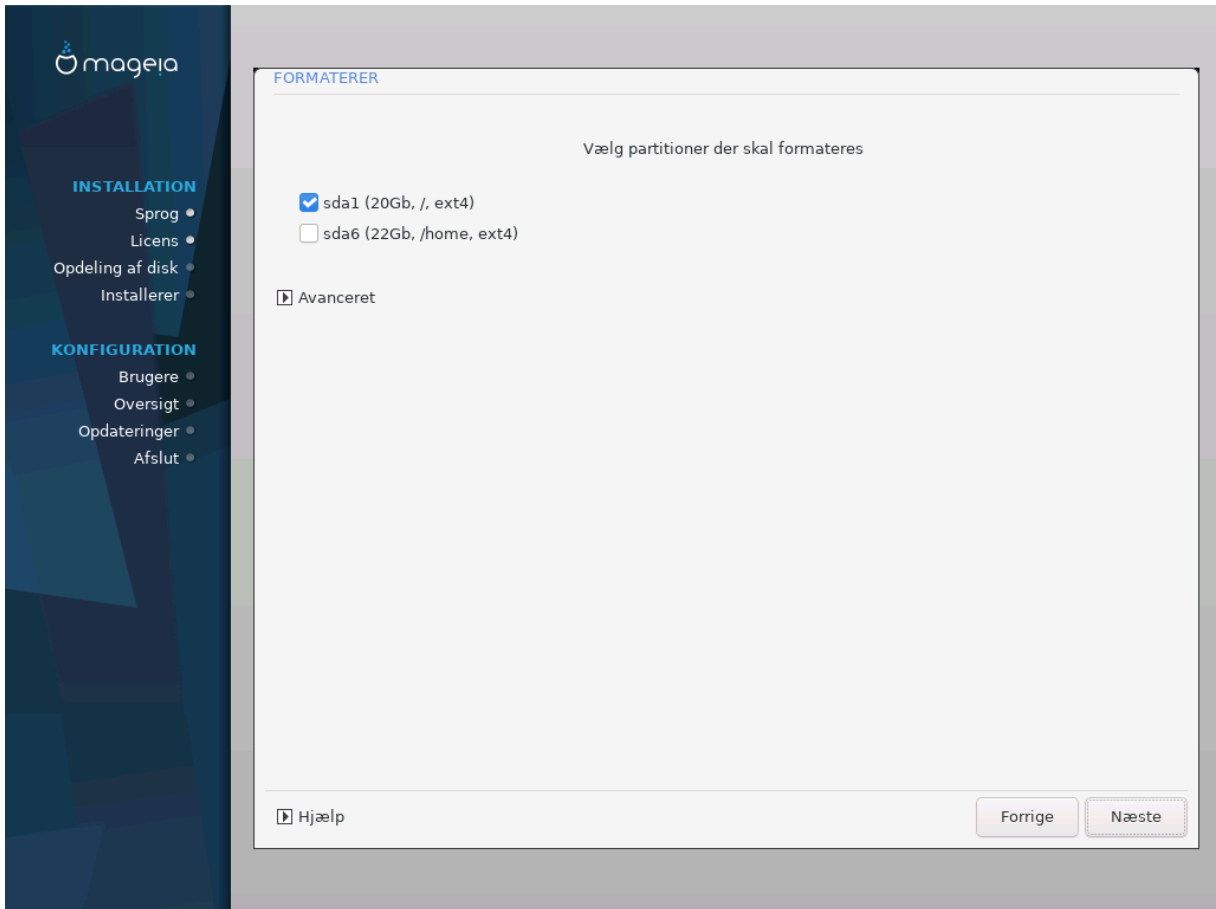 mageia
INSTALLATION
Sprog
Licens
Opdeling af disk
Installerer
KONFIGURATION
Brugere
Oversigt
Opdateringer
Afslut
FORMATERER
Vælg partitioner der skal formateres
sda1 (20Gb, /, ext4)
sda6 (22Gb, /home, ext4)
Avanceret
Hjælp
Forrige
Næste